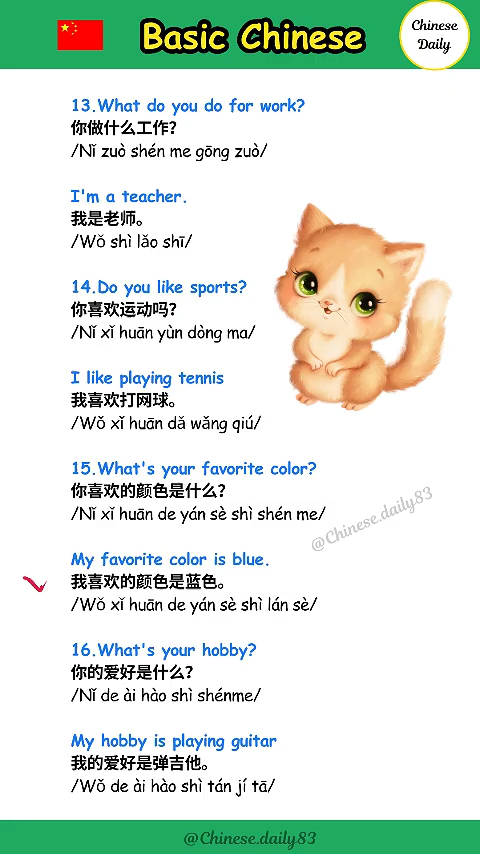 Basic Chinese
Chinese
Daily
13.What do you do for work?
你做什么工作?
/Nǐ zuò shén me gōng zuò/
I'm a teacher.
我是老师。
/Wǒ shì lǎo shī/
14.Do you like sports?
你喜欢运动吗?
/Nǐ xǐ huān yùn dòng ma/
I like playing tennis
我喜欢打网球。
/Wǒ xǐ huān dǎ wǎng qiú/
15.What's your favorite color?
你喜欢的颜色是什么?
/Nǐ xǐ huān de yán sè shì shén me/
@Chinese.daily83
My favorite color is blue.
我喜欢的颜色是蓝色。
/Wǒ xǐ huān de yán sè shì lán sè/
16.What's your hobby?
你的爱好是什么?
/Nǐ de ài hào shì shénme/
My hobby is playing guitar
我的爱好是弹吉他。
/Wǒ de ài hào shì tán jí tā/
@Chinese.daily83